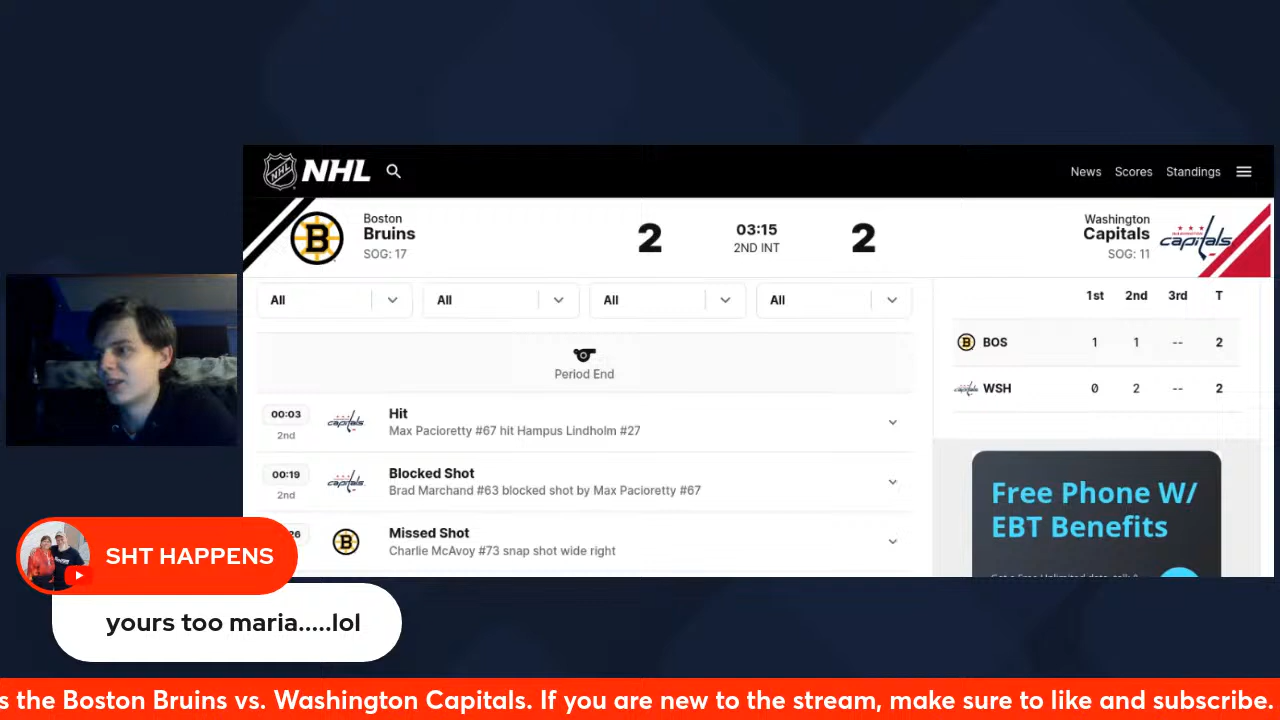 NHL NHL
News Scores Standings
Boston
Bruins
SOG: 17
B
2
03:15
2ND INT
2
Washington
Capitals
SOG: 11
capitals
All All All All
Period End
00:03
2nd
capitals
Hit
Max Pacioretty #67 hit Hampus Lindholm #27
00:19
2nd
capitals
Blocked Shot
Brad Marchand #63 blocked shot by Max Pacioretty #67
B
Missed Shot
Charlie McAvoy #73 snap shot wide right
1st 2nd 3rd T
B BOS 1 1 -- 2
capitals WSH 0 2 -- 2
Free Phone W/
EBT Benefits
SHT HAPPENS
yours too maria.....lol
s the Boston Bruins vs. Washington Capitals. If you are new to the stream, make sure to like and subscribe.